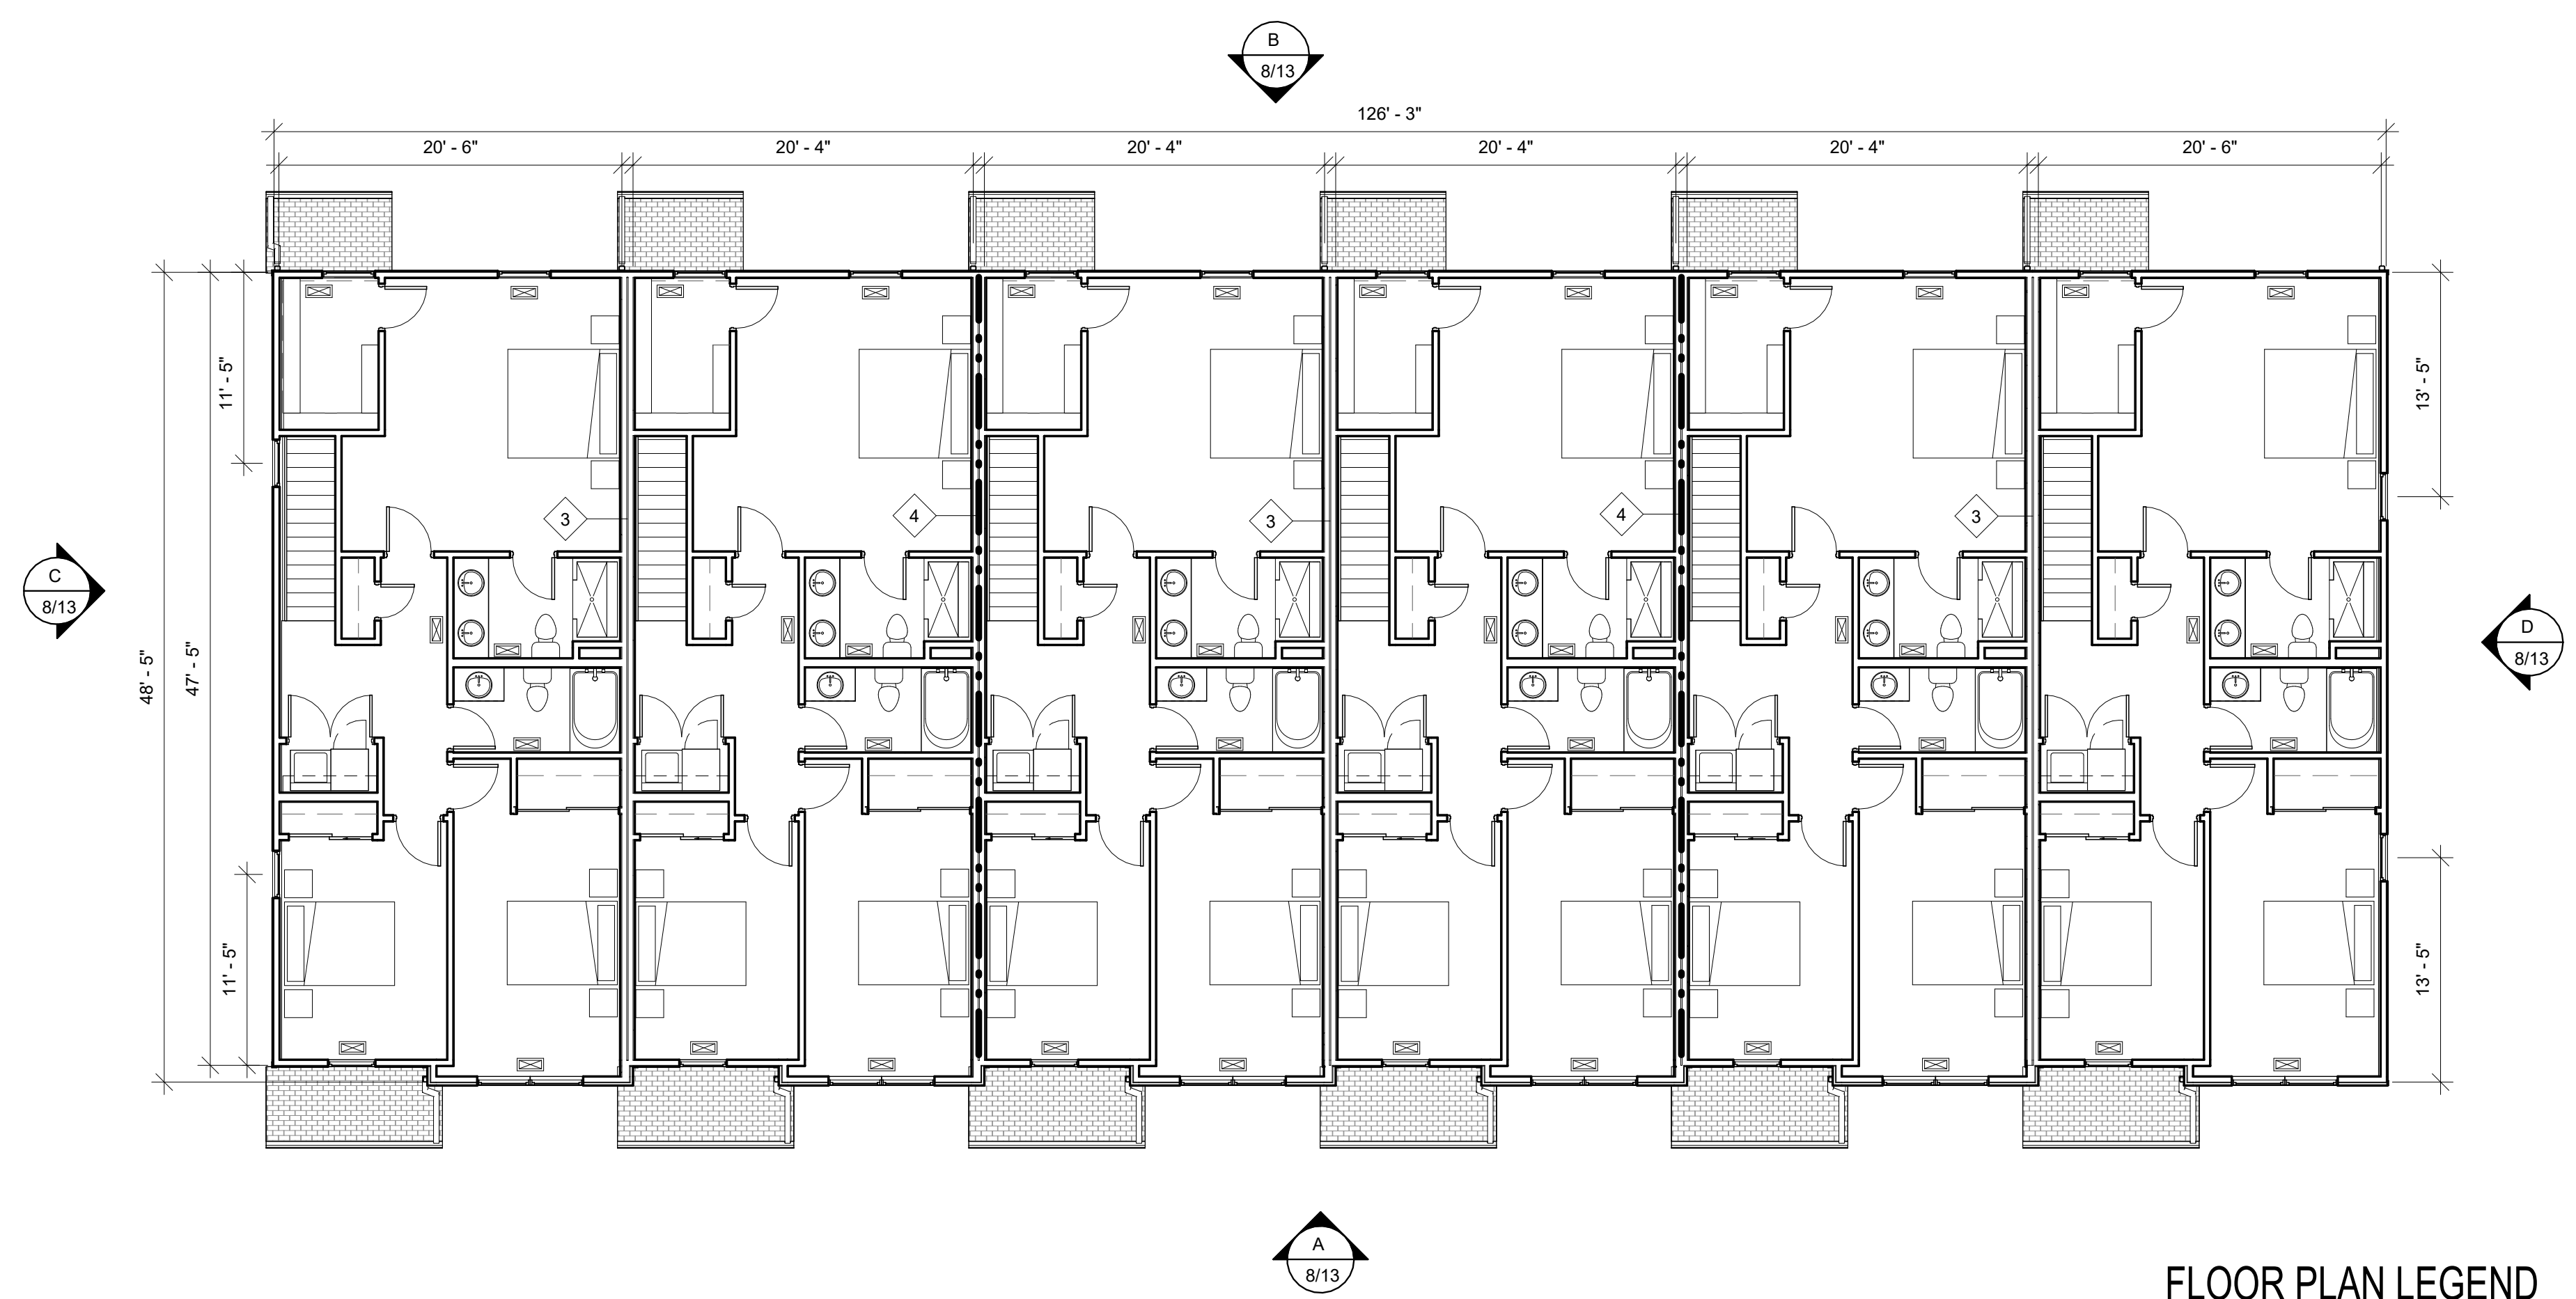 B
8/13
126' - 3"
20' - 6"
20' - 4"
20' - 4"
20' - 4"
20' - 4"
20' - 6"
11' - 5"
13' - 5"
3
4
3
4
3
C
8/13
D
8/13
48' - 5"
47' - 5"
11' - 5"
13' - 5"
A
8/13
FLOOR PLAN LEGEND